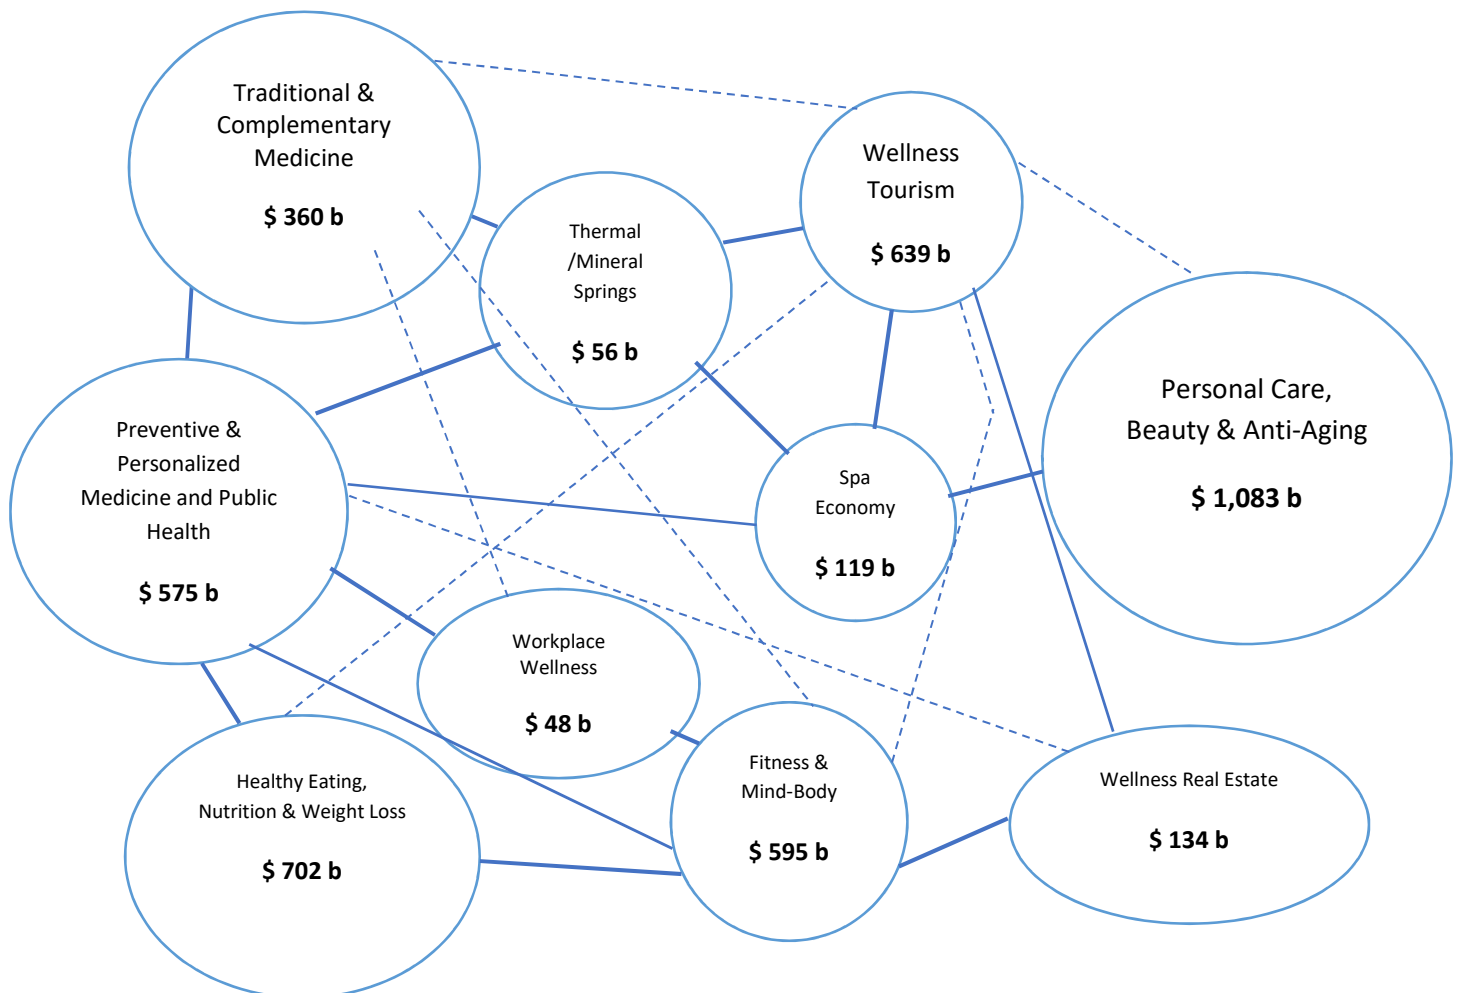 Traditional &
Complementary
Medicine
$ 360 b
Wellness
Tourism
$ 639 b
Thermal
/Mineral
Springs
$ 56 b
Personal Care,
Beauty & Anti-Aging
$ 1,083 b
Preventive &
Personalized
Medicine and Public
Health
$ 575 b
Spa
Economy
$ 119 b
Workplace
Wellness
$ 48 b
Healthy Eating,
Nutrition & Weight Loss
$ 702 b
Fitness &
Mind-Body
$ 595 b
Wellness Real Estate
$ 134 b